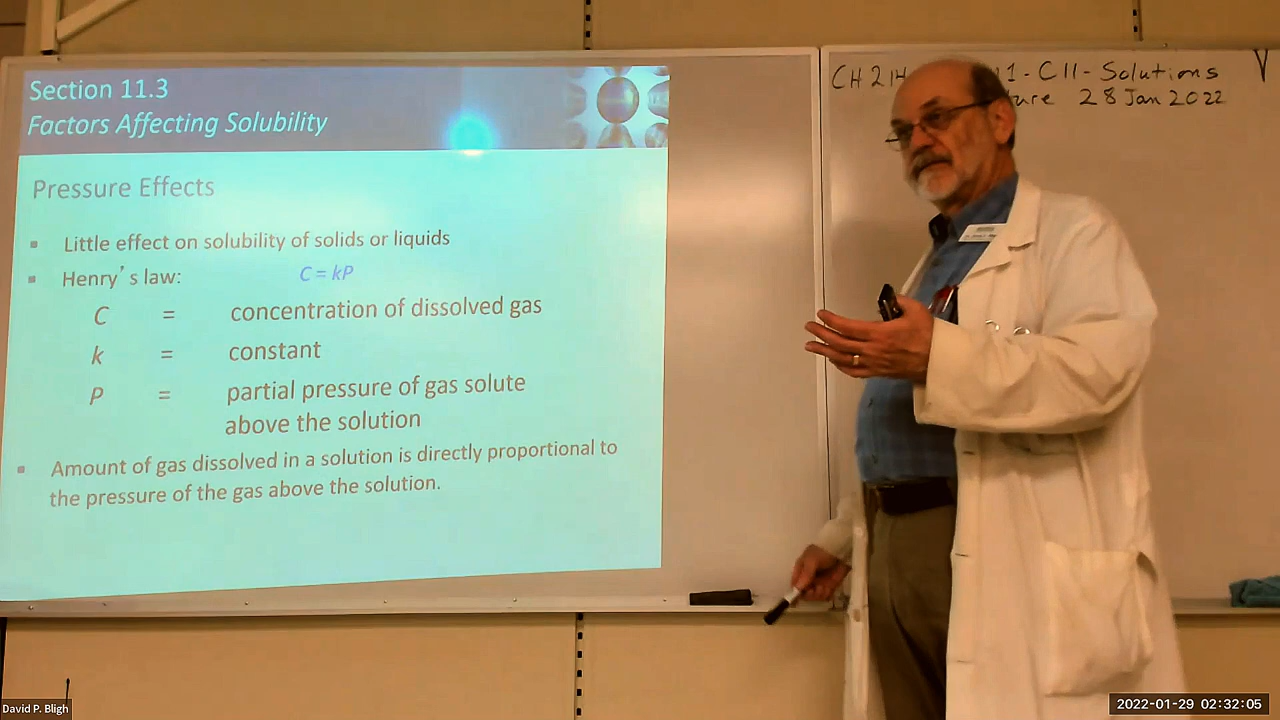 Section 11.3
Factors Affecting Solubility
Pressure Effects
▪ Little effect on solubility of solids or liquids
▪ Henry's law: C = kP
C = concentration of dissolved gas
k = constant
P = partial pressure of gas solute
above the solution
▪ Amount of gas dissolved in a solution is directly proportional to
the pressure of the gas above the solution.
CH 2 1-C11-Solutions
ture 28 Jan 2022
David P. Bligh
2022-01-29 02:32:05